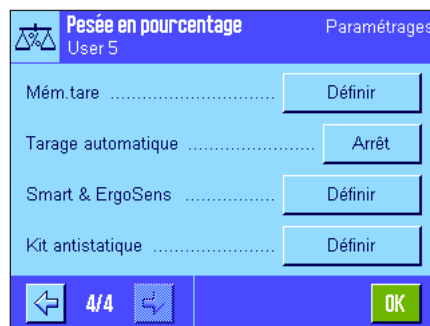 Pesée en pourcentage Paramétrages
User 5
Mém.tare ............................ Définir
Tarage automatique ...................... Arrêt
Smart & ErgoSens ................ Définir
Kit antistatique ..................... Définir
4/4 OK